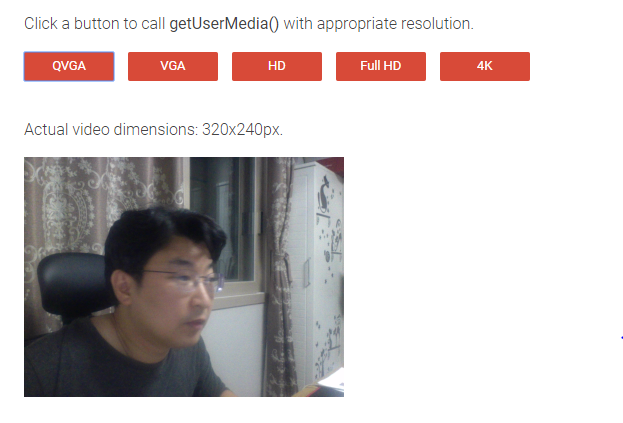 Click a button to call getUserMedia() with appropriate resolution.
QVGA VGA HD Full HD 4K
Actual video dimensions: 320x240px.